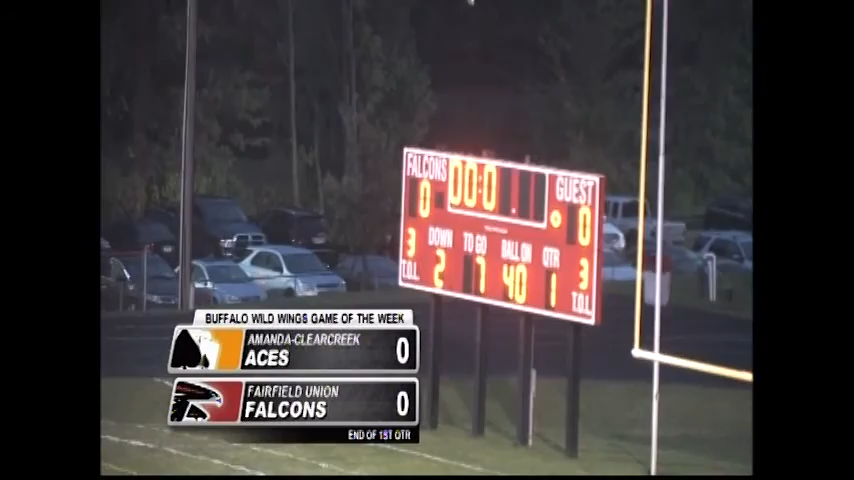 FALCONS 00:0 GUEST
0 0
DOWN TO GO BALL ON QTR
3 2 7 40 1 3
T.O.L. T.O.L.
BUFFALO WILD WINGS GAME OF THE WEEK
AMANDA-CLEARCREEK
ACES 0
FAIRFIELD UNION
FALCONS 0
END OF 1ST QTR